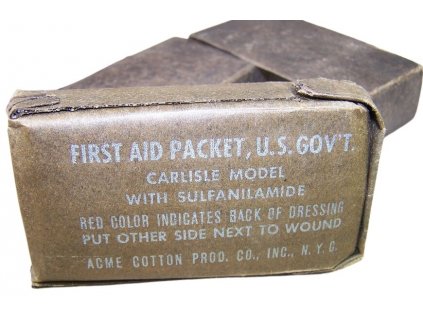 FIRST AID PACKET, U.S. GOV'T.
CARLISLE MODEL
WITH SULFANILAMIDE
RED COLOR INDICATES BACK OF DRESSING
PUT OTHER SIDE NEXT TO WOUND
ACME COTTON PROD. CO., INC., N.Y.C.